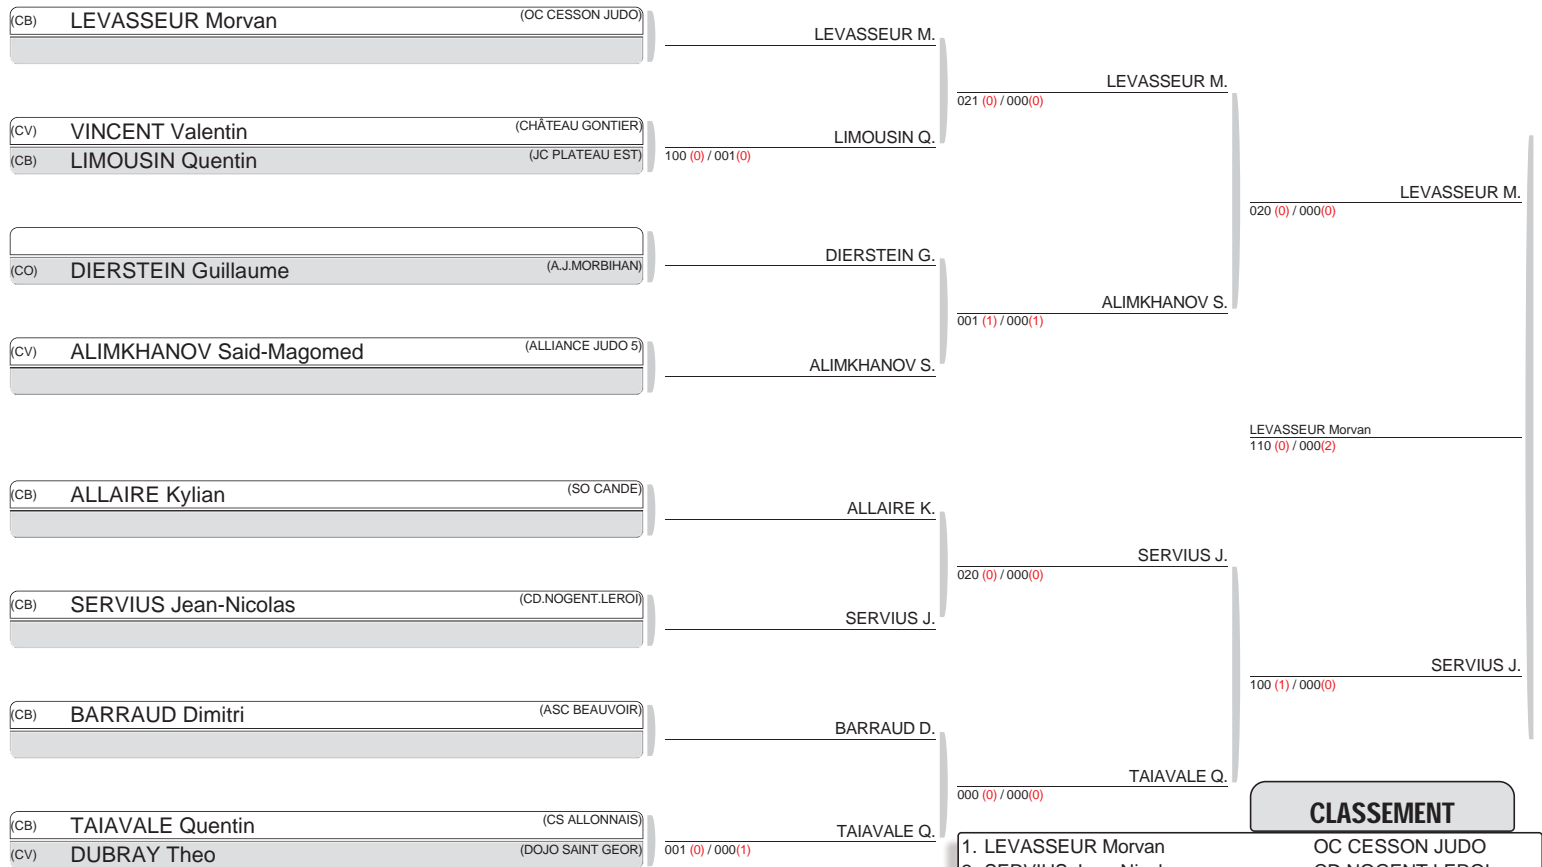 (CB) LEVASSEUR Morvan (OC CESSON JUDO)
LEVASSEUR M.
LEVASSEUR M.
021 (0) / 000(0)
(CV) VINCENT Valentin (CHÂTEAU GONTIER)
(CB) LIMOUSIN Quentin (JC PLATEAU EST)
LIMOUSIN Q.
100 (0) / 001(0)
LEVASSEUR M.
020 (0) / 000(0)
(CO) DIERSTEIN Guillaume (A.J.MORBIHAN)
DIERSTEIN G.
ALIMKHANOV S.
001 (1) / 000(1)
(CV) ALIMKHANOV Said-Magomed (ALLIANCE JUDO 5)
ALIMKHANOV S.
LEVASSEUR Morvan
110 (0) / 000(2)
(CB) ALLAIRE Kylian (SO CANDE)
ALLAIRE K.
SERVIUS J.
020 (0) / 000(0)
(CB) SERVIUS Jean-Nicolas (CD.NOGENT.LEROI)
SERVIUS J.
SERVIUS J.
100 (1) / 000(0)
(CB) BARRAUD Dimitri (ASC BEAUVOIR)
BARRAUD D.
TAIAVALE Q.
000 (0) / 000(0)
(CB) TAIAVALE Quentin (CS ALLONNAIS)
(CV) DUBRAY Theo (DOJO SAINT GEOR)
TAIAVALE Q.
001 (0) / 000(1)
CLASSEMENT
1. LEVASSEUR Morvan OC CESSON JUDO